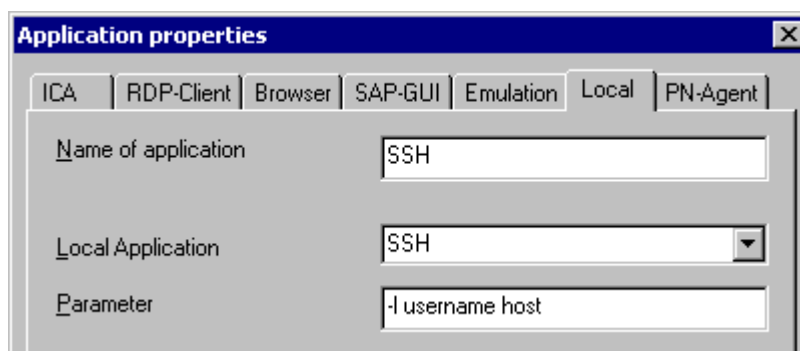 Application properties
ICA RDP-Client Browser SAP-GUI Emulation Local PN-Agent
Name of application SSH
Local Application SSH
Parameter -l username host